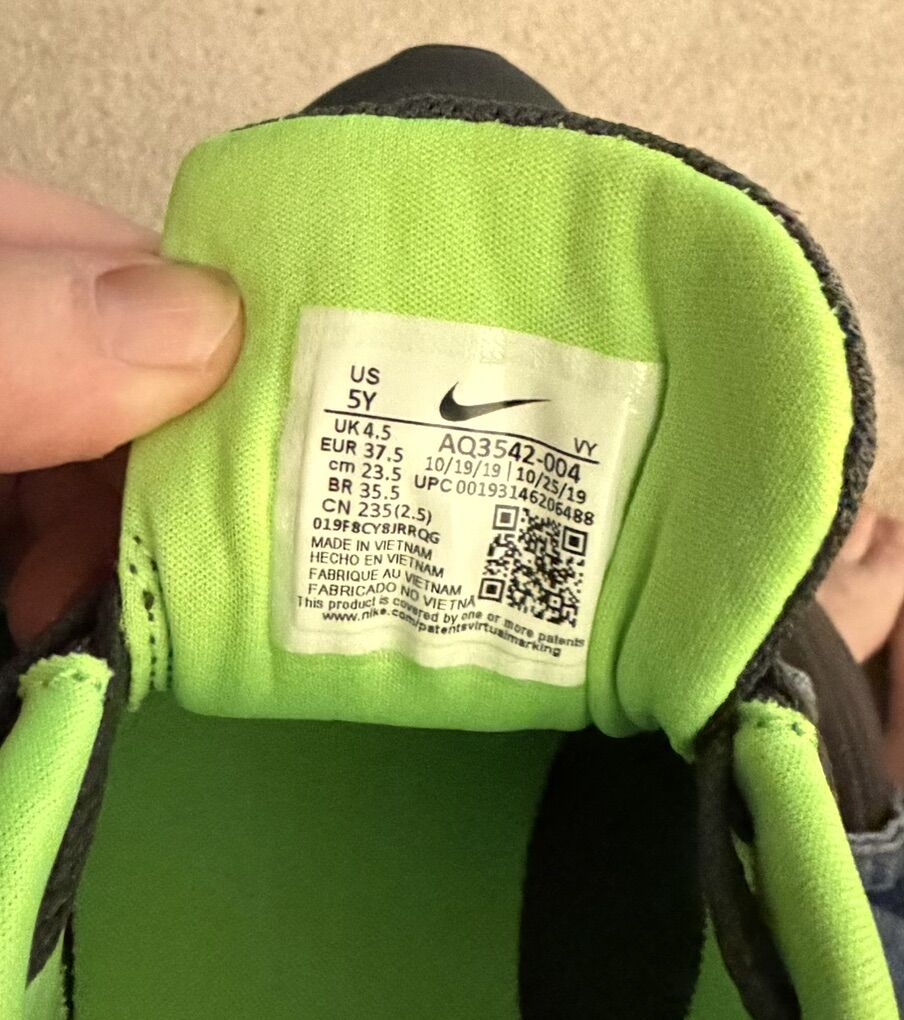 US
5Y
UK 4.5
EUR 37.5
cm 23.5
BR 35.5
CN 235(2.5)
VY
AQ3542-004
10/19/19 | 10/25/19
UPC 00193146206488
019F8CY8JRRQG
MADE IN VIETNAM
HECHO EN VIETNAM
FABRIQUE AU VIETNAM
FABRICADO NO VIETNÃ
This product is covered by one or more patents
www.nike.com/patentsvirtualmarking